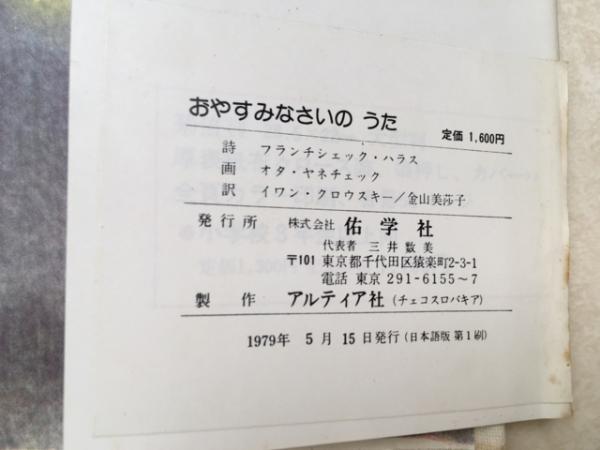 おやすみなさいの うた
定価 1,600円
詩 フランチシェック・ハラス
画 オタ・ヤネチェック
訳 イワン・クロウスキー/金山美莎子
発行所 株式会社 佑学社
代表者 三井数美
〒101 東京都千代田区猿楽町2-3-1
電話 東京 291-6155~7
製作 アルティア社(チェコスロバキア)
1979年 5月 15日発行(日本語版 第1刷)